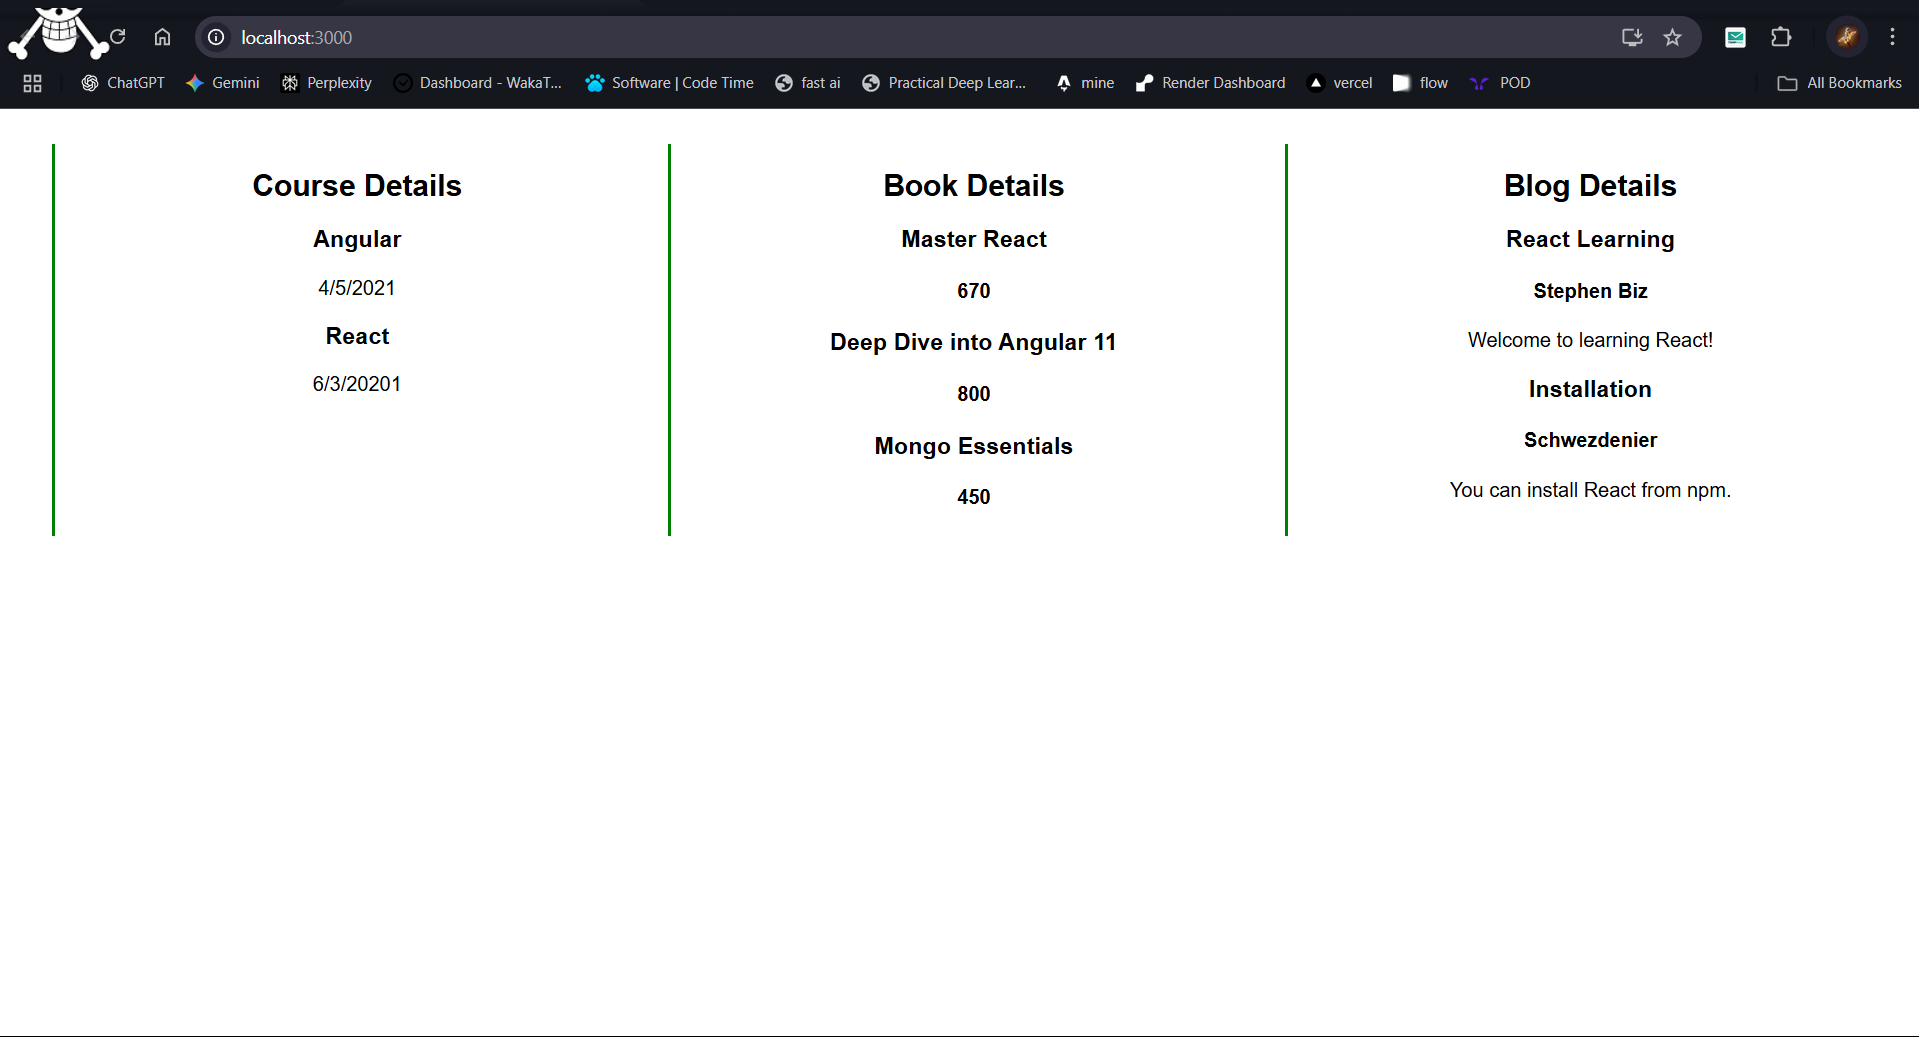 localhost:3000
ChatGPT Gemini Perplexity Dashboard - WakaT... Software | Code Time fast ai Practical Deep Lear... mine Render Dashboard vercel flow POD All Bookmarks
Course Details
Angular
4/5/2021
React
6/3/20201
Book Details
Master React
670
Deep Dive into Angular 11
800
Mongo Essentials
450
Blog Details
React Learning
Stephen Biz
Welcome to learning React!
Installation
Schwezdenier
You can install React from npm.